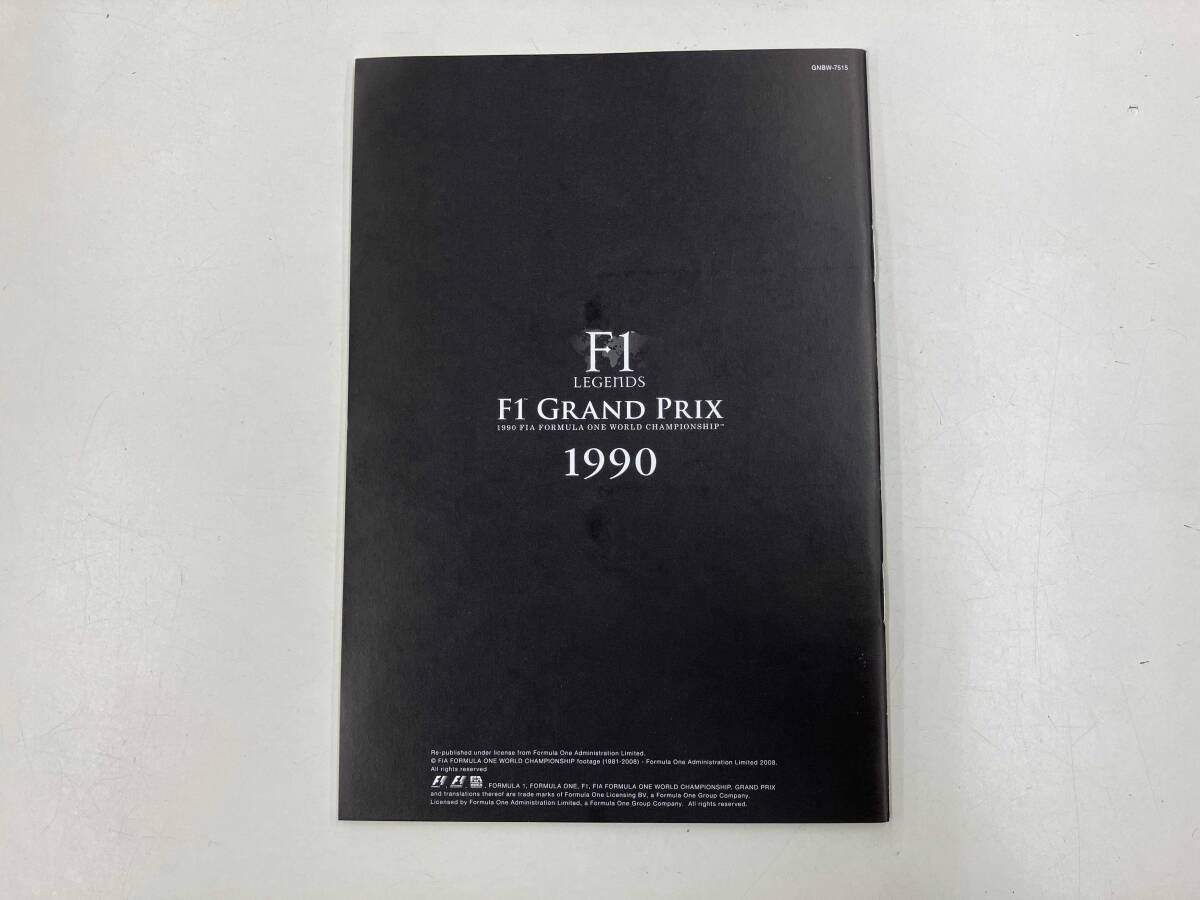 GNBW-7515
F1
LEGENDS
F1™ GRAND PRIX
1990 FIA FORMULA ONE WORLD CHAMPIONSHIP™
1990
Re-published under license from Formula One Administration Limited.
© FIA FORMULA ONE WORLD CHAMPIONSHIP footage (1981-2008) - Formula One Administration Limited 2008.
All rights reserved
F1, F1, , FORMULA 1, FORMULA ONE, F1, FIA FORMULA ONE WORLD CHAMPIONSHIP, GRAND PRIX
and translations thereof are trade marks of Formula One Licensing BV, a Formula One Group Company.
Licensed by Formula One Administration Limited, a Formula One Group Company. All rights reserved.